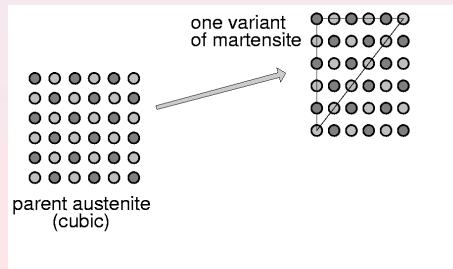 one variant
of martensite
parent austenite
(cubic)